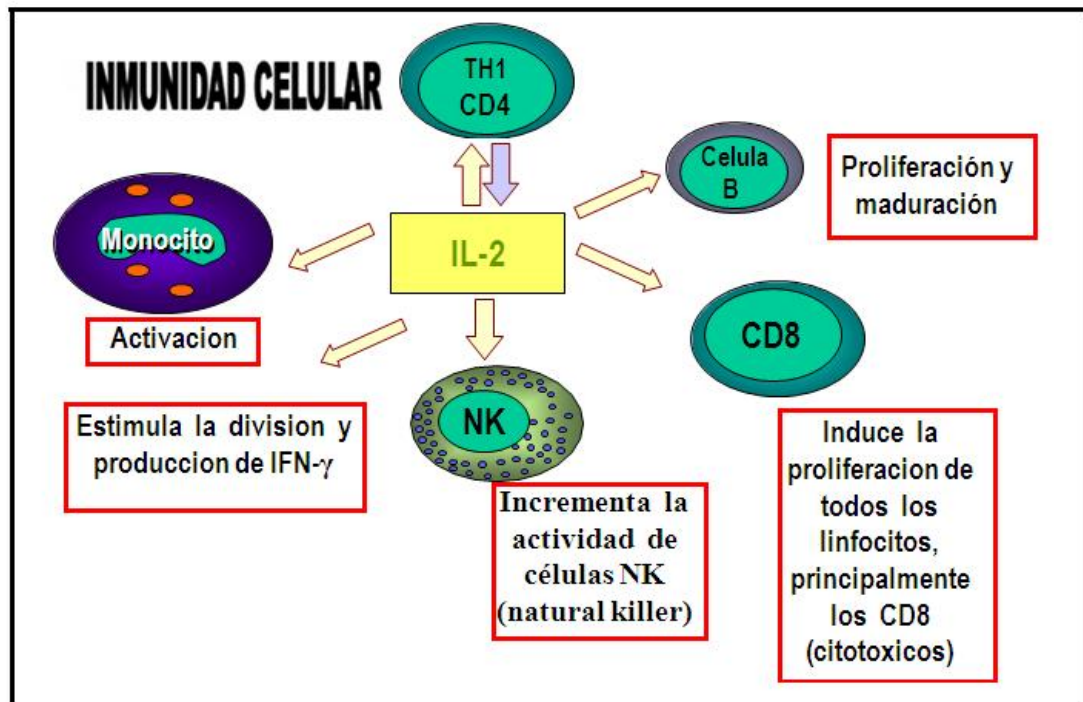 INMUNIDAD CELULAR
TH1
CD4
Celula
B
Proliferación y
maduración
Monocito
IL-2
Activacion
CD8
Estimula la division y
produccion de IFN-γ
NK
Incrementa la
actividad de
células NK
(natural killer)
Induce la
proliferacion de
todos los
linfocitos,
principalmente
los CD8
(citotoxicos)